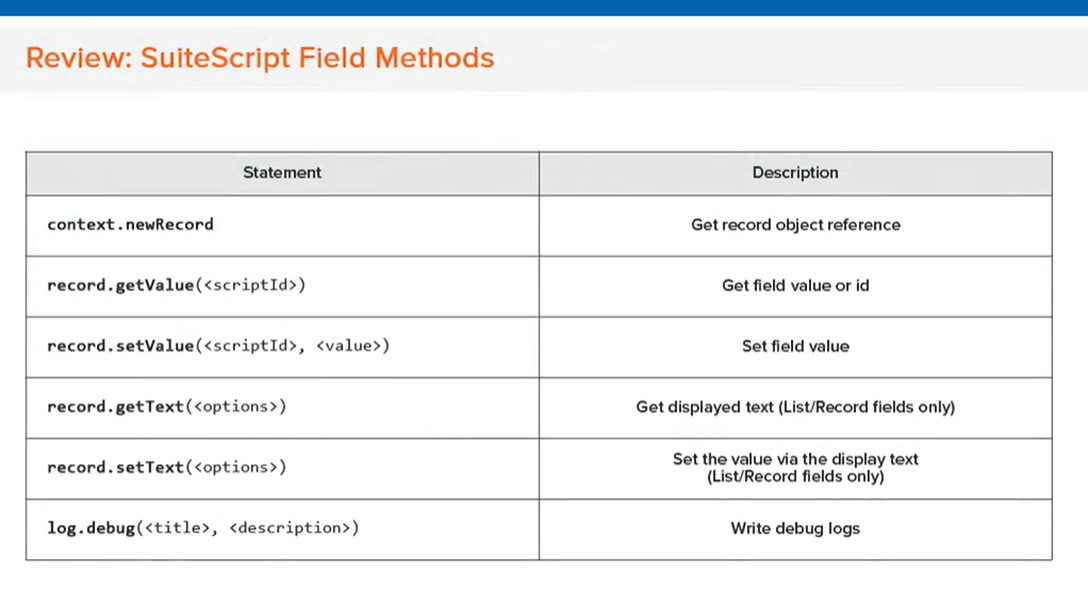 Review: SuiteScript Field Methods
Statement
Description
context.newRecord
Get record object reference
record.getValue(<scriptId>)
Get field value or id
record.setValue(<scriptId>, <value>)
Set field value
record.getText(<options>)
Get displayed text (List/Record fields only)
record.setText(<options>)
Set the value via the display text
(List/Record fields only)
log.debug(<title>, <description>)
Write debug logs